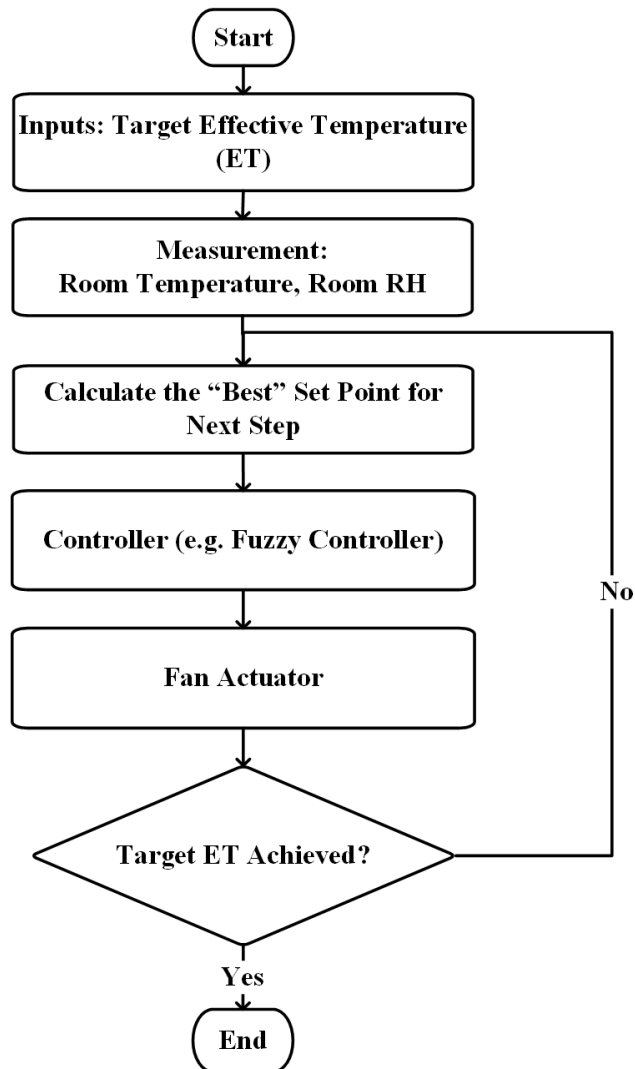 Start
Inputs: Target Effective Temperature
(ET)
Measurement:
Room Temperature, Room RH
Calculate the “Best” Set Point for
Next Step
Controller (e.g. Fuzzy Controller)
No
Fan Actuator
Target ET Achieved?
Yes
End